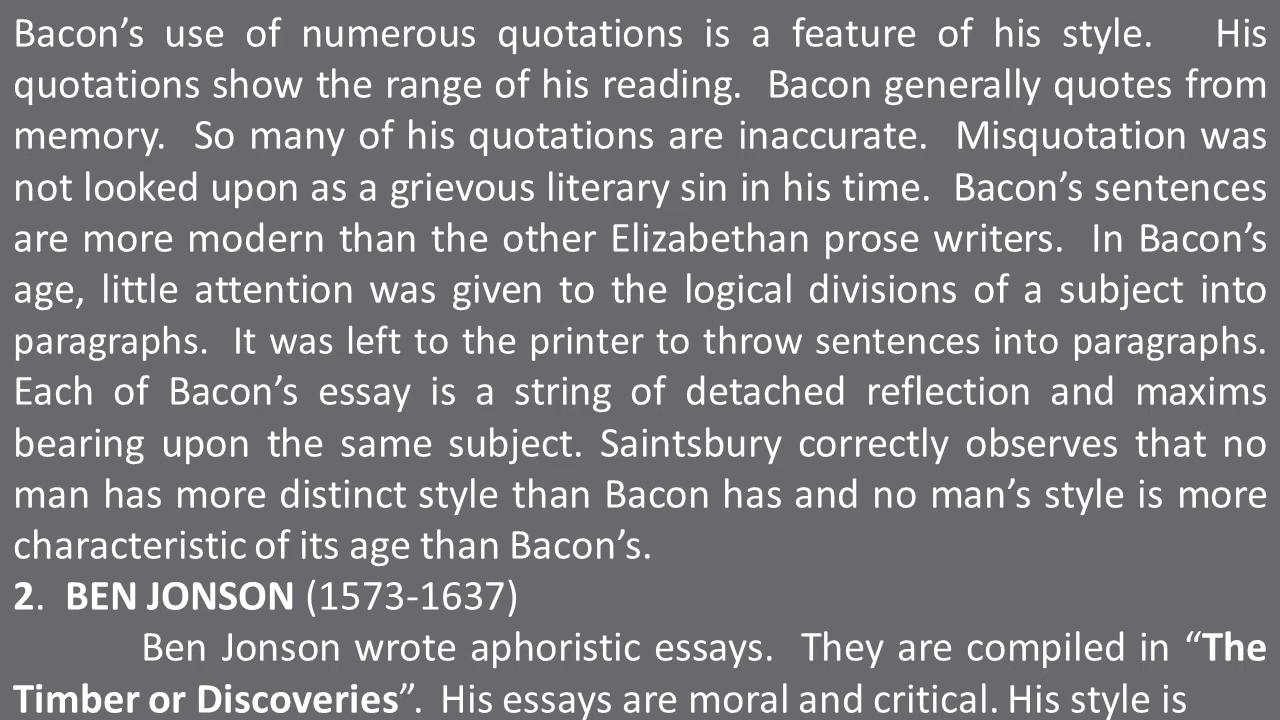 Bacon’s use of numerous quotations is a feature of his style. His
quotations show the range of his reading. Bacon generally quotes from
memory. So many of his quotations are inaccurate. Misquotation was
not looked upon as a grievous literary sin in his time. Bacon’s sentences
are more modern than the other Elizabethan prose writers. In Bacon’s
age, little attention was given to the logical divisions of a subject into
paragraphs. It was left to the printer to throw sentences into paragraphs.
Each of Bacon’s essay is a string of detached reflection and maxims
bearing upon the same subject. Saintsbury correctly observes that no
man has more distinct style than Bacon has and no man’s style is more
characteristic of its age than Bacon’s.
2. BEN JONSON (1573-1637)
Ben Jonson wrote aphoristic essays. They are compiled in “The
Timber or Discoveries”. His essays are moral and critical. His style is